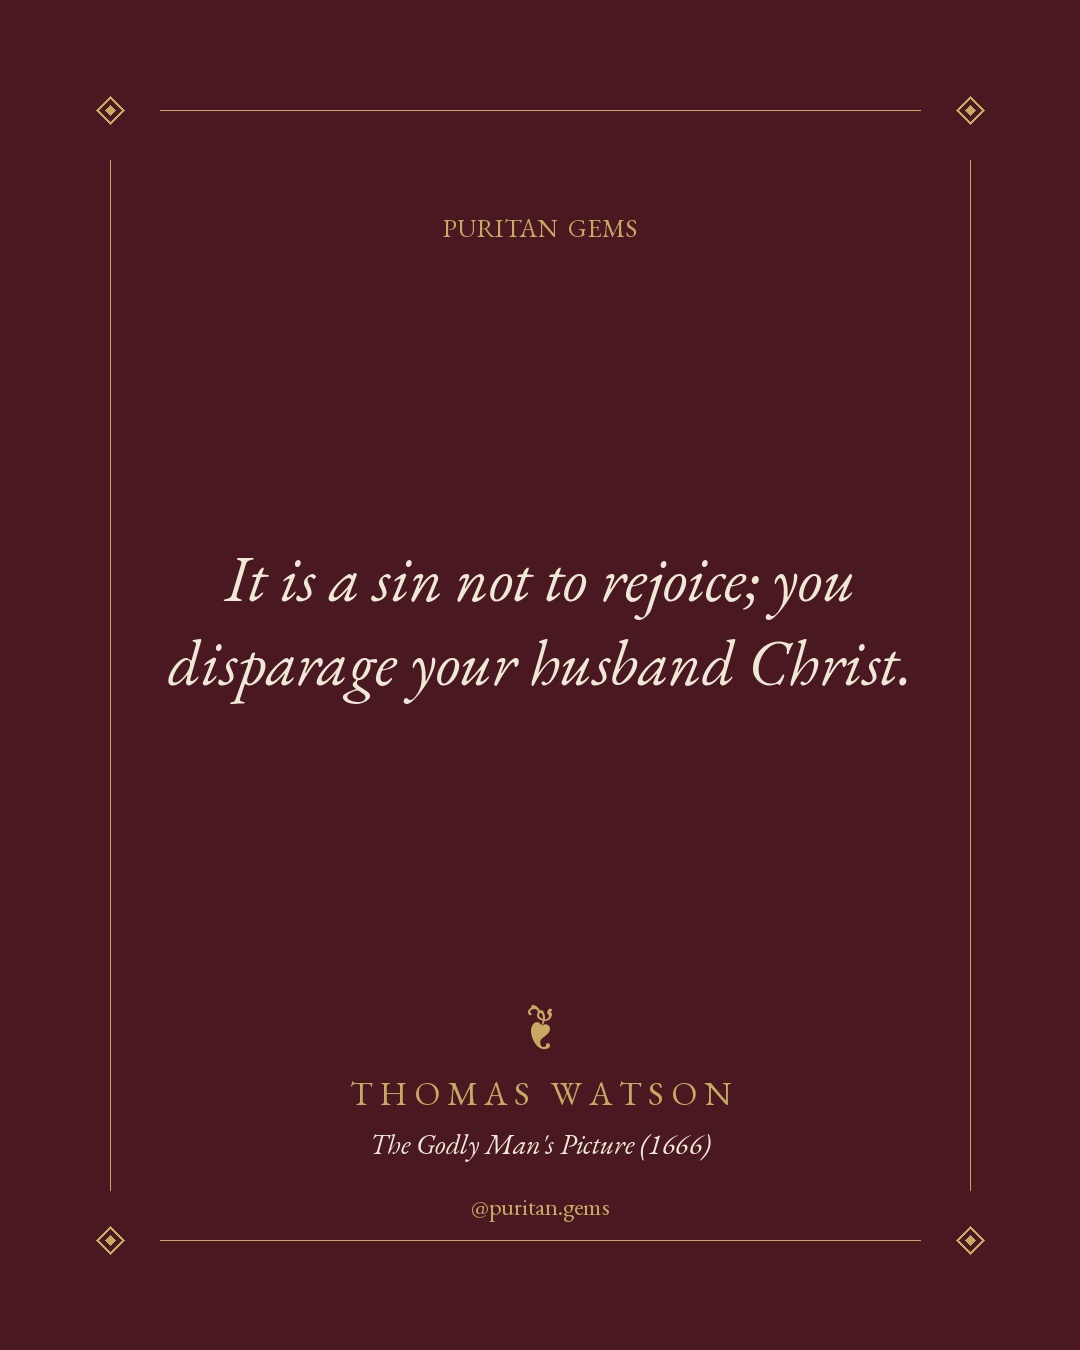 PURITAN GEMS
It is a sin not to rejoice; you
disparage your husband Christ.
THOMAS WATSON
The Godly Man's Picture (1666)
@puritan.gems